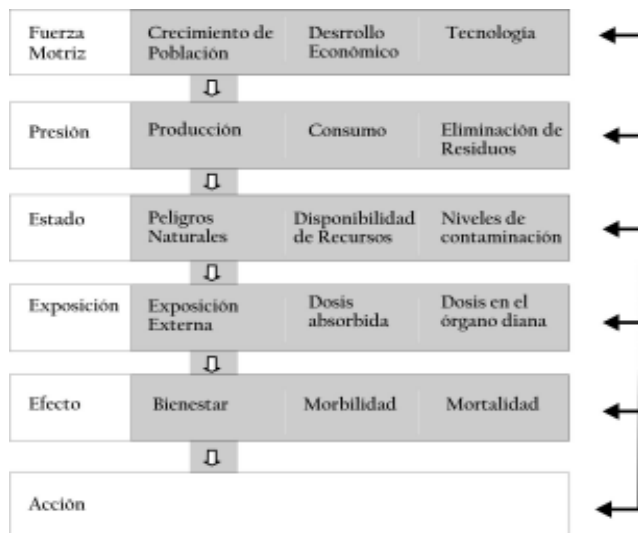 Fuerza
Motriz
Crecimiento de
Población
Desrrollo
Económico
Tecnología
Presión
Producción
Consumo
Eliminación de
Residuos
Estado
Peligros
Naturales
Disponibilidad
de Recursos
Niveles de
contaminación
Exposición
Exposición
Externa
Dosis
absorbida
Dosis en el
órgano diana
Efecto
Bienestar
Morbilidad
Mortalidad
Acción